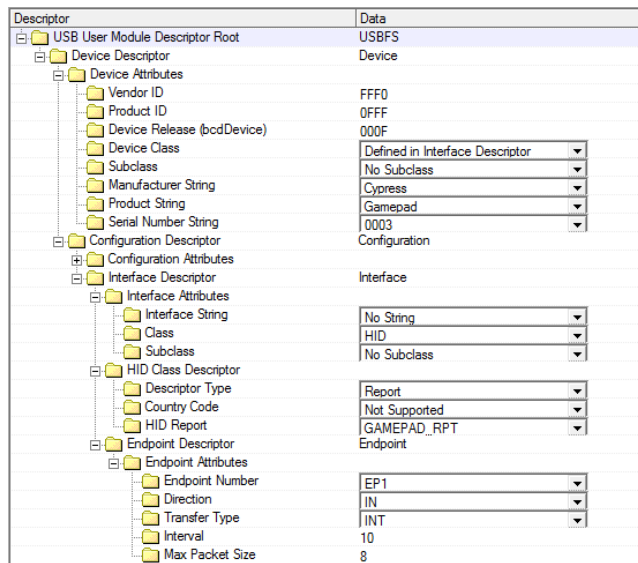 Descriptor Data
USB User Module Descriptor Root USBFS
Device Descriptor Device
Device Attributes
Vendor ID FFF0
Product ID 0FFF
Device Release (bcdDevice) 000F
Device Class Defined in Interface Descriptor
Subclass No Subclass
Manufacturer String Cypress
Product String Gamepad
Serial Number String 0003
Configuration Descriptor Configuration
Configuration Attributes
Interface Descriptor Interface
Interface Attributes
Interface String No String
Class HID
Subclass No Subclass
HID Class Descriptor
Descriptor Type Report
Country Code Not Supported
HID Report GAMEPAD_RPT
Endpoint Descriptor Endpoint
Endpoint Attributes
Endpoint Number EP1
Direction IN
Transfer Type INT
Interval 10
Max Packet Size 8